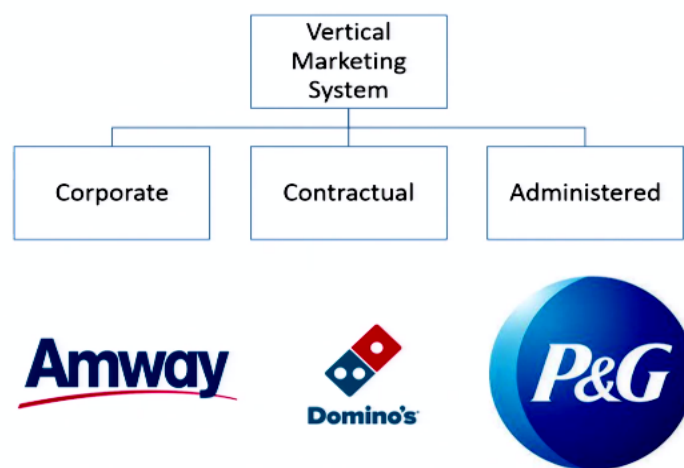 Vertical
Marketing
System
Corporate
Contractual
Administered
Amway
Domino's
P&G